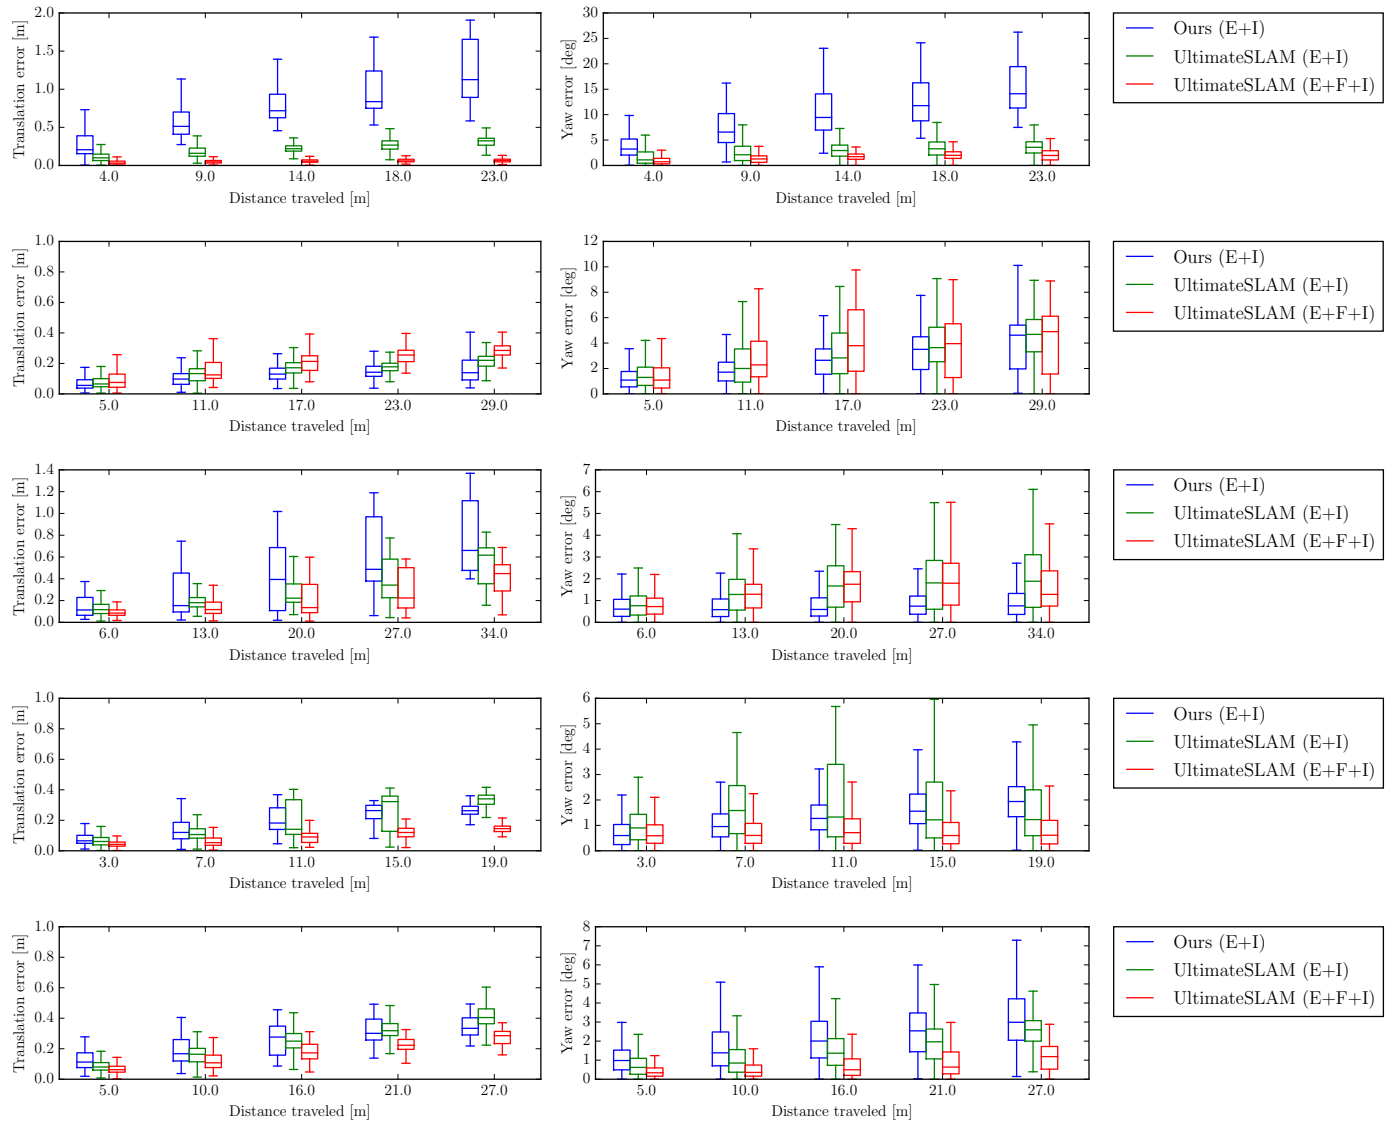 Translation error [m]
2.0
1.5
1.0
0.5
0.0
4.0 9.0 14.0 18.0 23.0
Distance traveled [m]
Yaw error [deg]
30
25
20
15
10
5
0
4.0 9.0 14.0 18.0 23.0
Distance traveled [m]
Ours (E+I)
UltimateSLAM (E+I)
UltimateSLAM (E+F+I)
Translation error [m]
1.0
0.8
0.6
0.4
0.2
0.0
5.0 11.0 17.0 23.0 29.0
Distance traveled [m]
Yaw error [deg]
12
10
8
6
4
2
0
5.0 11.0 17.0 23.0 29.0
Distance traveled [m]
Ours (E+I)
UltimateSLAM (E+I)
UltimateSLAM (E+F+I)
Translation error [m]
1.4
1.2
1.0
0.8
0.6
0.4
0.2
0.0
6.0 13.0 20.0 27.0 34.0
Distance traveled [m]
Yaw error [deg]
7
6
5
4
3
2
1
0
6.0 13.0 20.0 27.0 34.0
Distance traveled [m]
Ours (E+I)
UltimateSLAM (E+I)
UltimateSLAM (E+F+I)
Translation error [m]
1.0
0.8
0.6
0.4
0.2
0.0
3.0 7.0 11.0 15.0 19.0
Distance traveled [m]
Yaw error [deg]
6
5
4
3
2
1
0
3.0 7.0 11.0 15.0 19.0
Distance traveled [m]
Ours (E+I)
UltimateSLAM (E+I)
UltimateSLAM (E+F+I)
Translation error [m]
1.0
0.8
0.6
0.4
0.2
0.0
5.0 10.0 16.0 21.0 27.0
Distance traveled [m]
Yaw error [deg]
8
7
6
5
4
3
2
1
0
5.0 10.0 16.0 21.0 27.0
Distance traveled [m]
Ours (E+I)
UltimateSLAM (E+I)
UltimateSLAM (E+F+I)